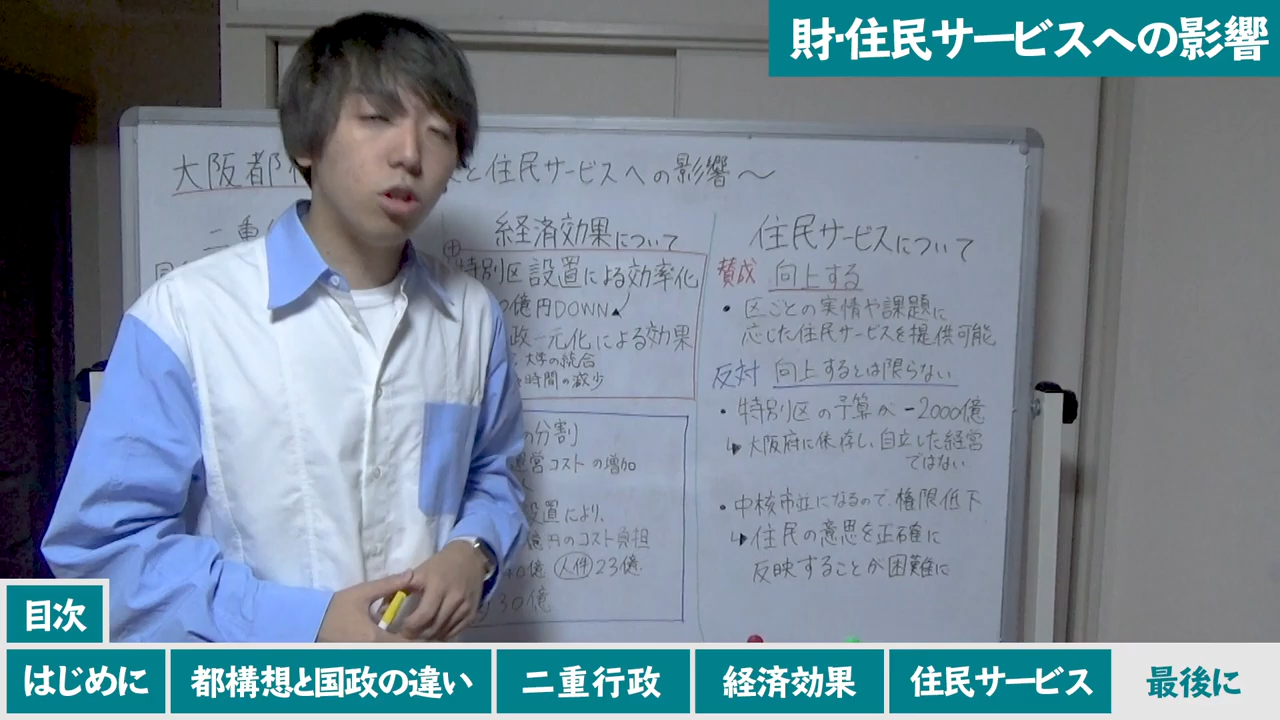 財・住民サービスへの影響
大阪都
と住民サービスへの影響～
二重
経済効果について
特別区設置による効率化
億円DOWN▲
政一元化による効果
大学の統合
時間の減少
の分割
運営コストの増加
設置により、
億円のコスト負担
億 人件 23億
30億
住民サービスについて
賛成 向上する
・区ごとの実情や課題に
応じた住民サービスを提供可能
反対 向上するとは限らない
・特別区の予算が-2000億
↳大阪府に依存し、自立した経営
ではない
・中核市並になるので、権限低下
↳住民の意思を正確に
反映することが困難に
目次
はじめに
都構想と国政の違い
二重行政
経済効果
住民サービス
最後に